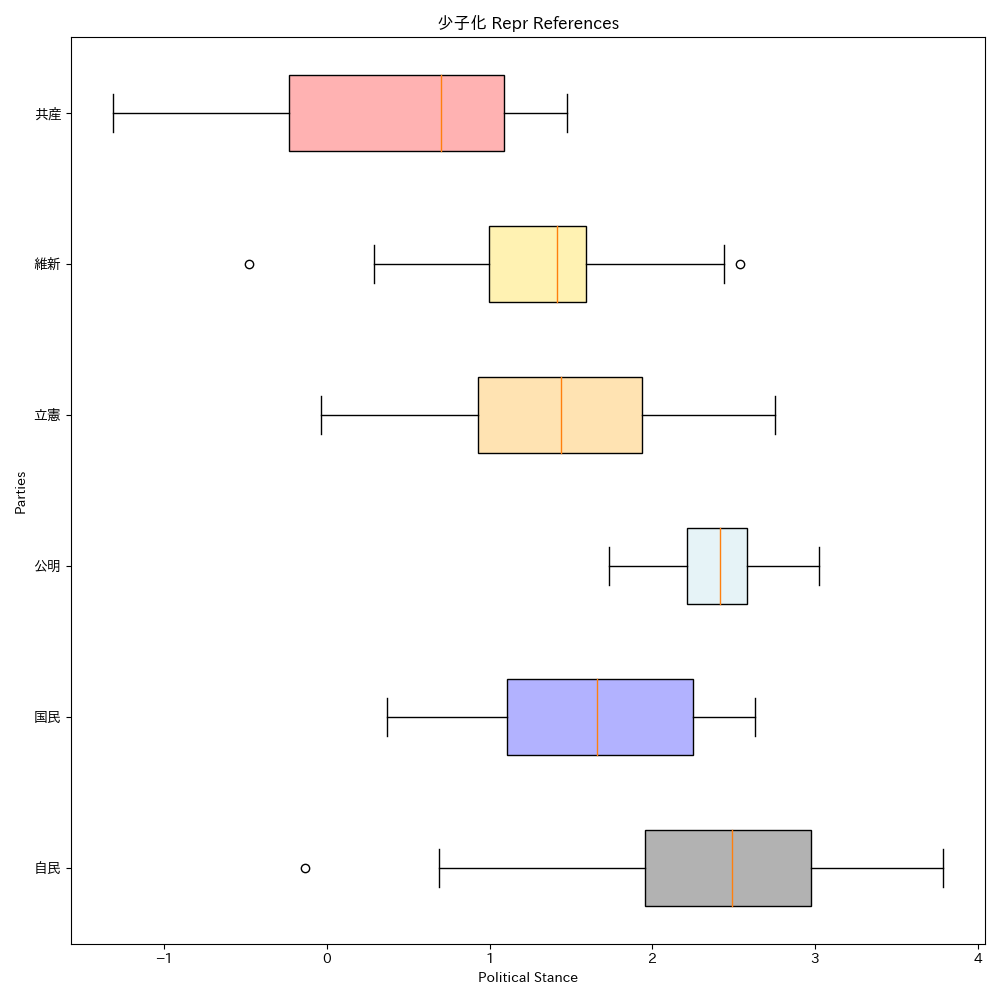 少子化 Repr References
共産
維新
立憲
公明
国民
自民
Parties
−1
0
1
2
3
4
Political Stance